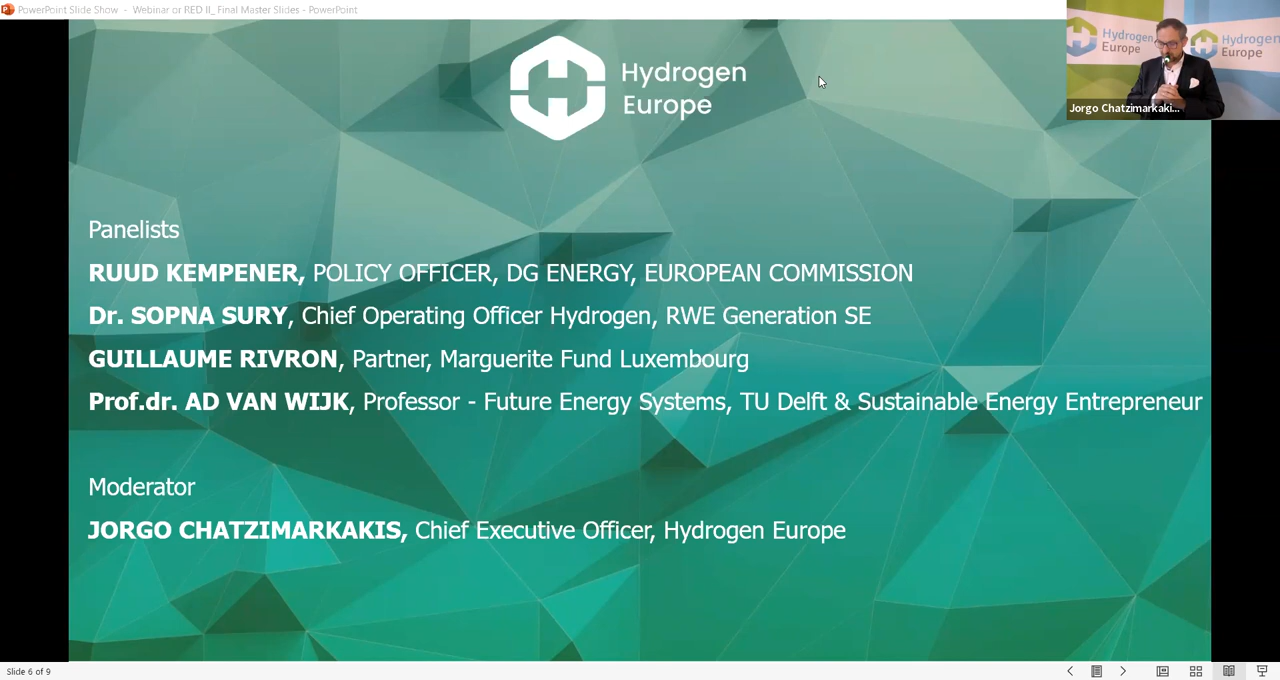 PowerPoint Slide Show - Webinar or RED II_ Final Master Slides - PowerPoint
Hydrogen
Europe
Hydrogen
Europe
Hydrogen
Europe
Jorgo Chatzimarkaki...
Panelists
RUUD KEMPENER, POLICY OFFICER, DG ENERGY, EUROPEAN COMMISSION
Dr. SOPNA SURY, Chief Operating Officer Hydrogen, RWE Generation SE
GUILLAUME RIVRON, Partner, Marguerite Fund Luxembourg
Prof.dr. AD VAN WIJK, Professor - Future Energy Systems, TU Delft & Sustainable Energy Entrepreneur
Moderator
JORGO CHATZIMARKAKIS, Chief Executive Officer, Hydrogen Europe
Slide 6 of 9